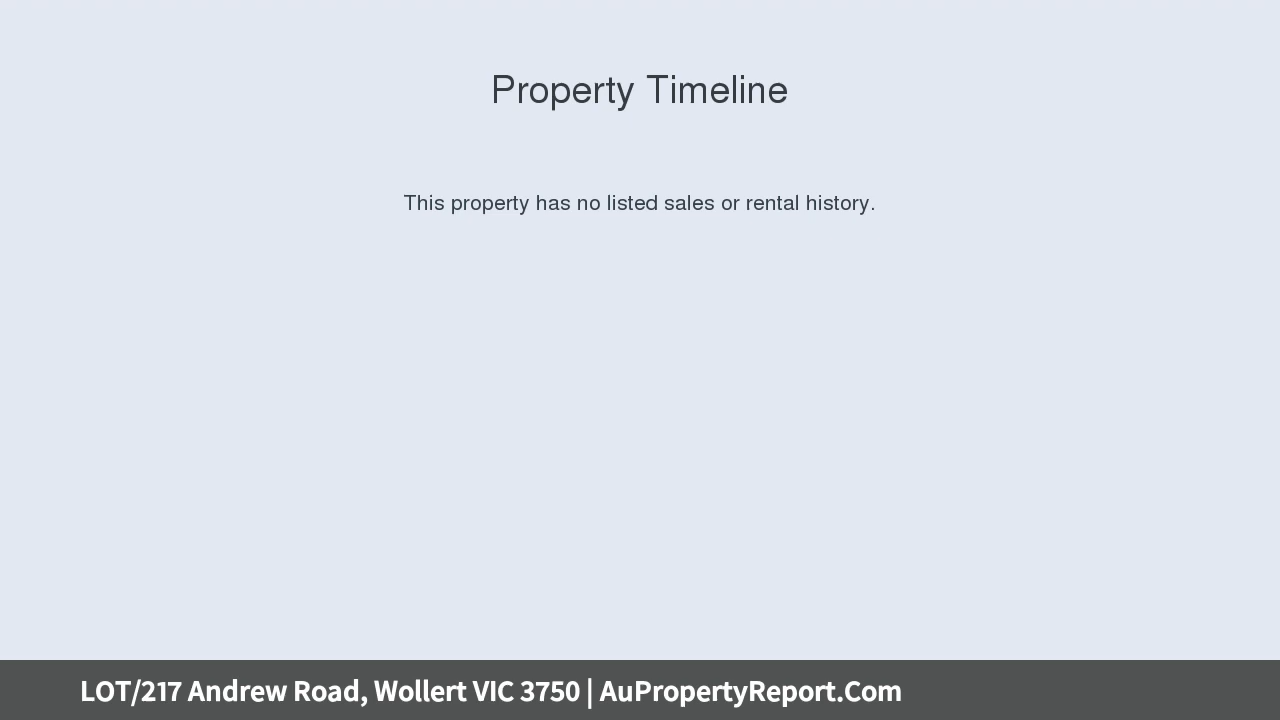 Property Timeline
This property has no listed sales or rental history.
LOT/217 Andrew Road, Wollert VIC 3750 | AuPropertyReport.Com